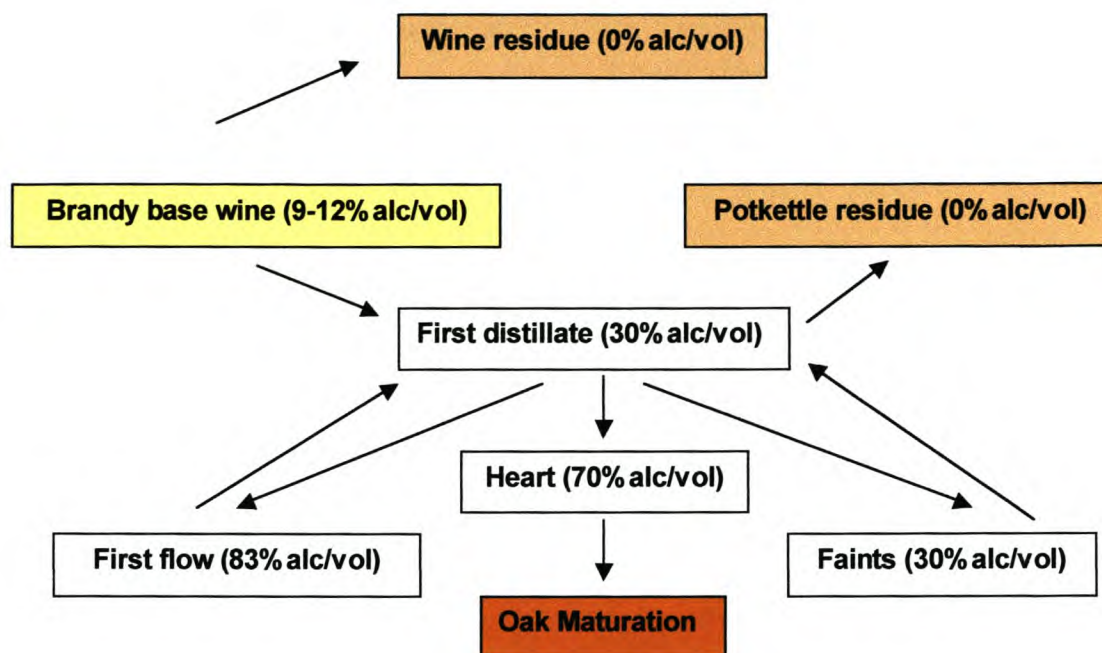 Wine residue (0% alc/vol)
Brandy base wine (9-12% alc/vol)
Potkettle residue (0% alc/vol)
First distillate (30% alc/vol)
Heart (70% alc/vol)
First flow (83% alc/vol)
Faints (30% alc/vol)
Oak Maturation